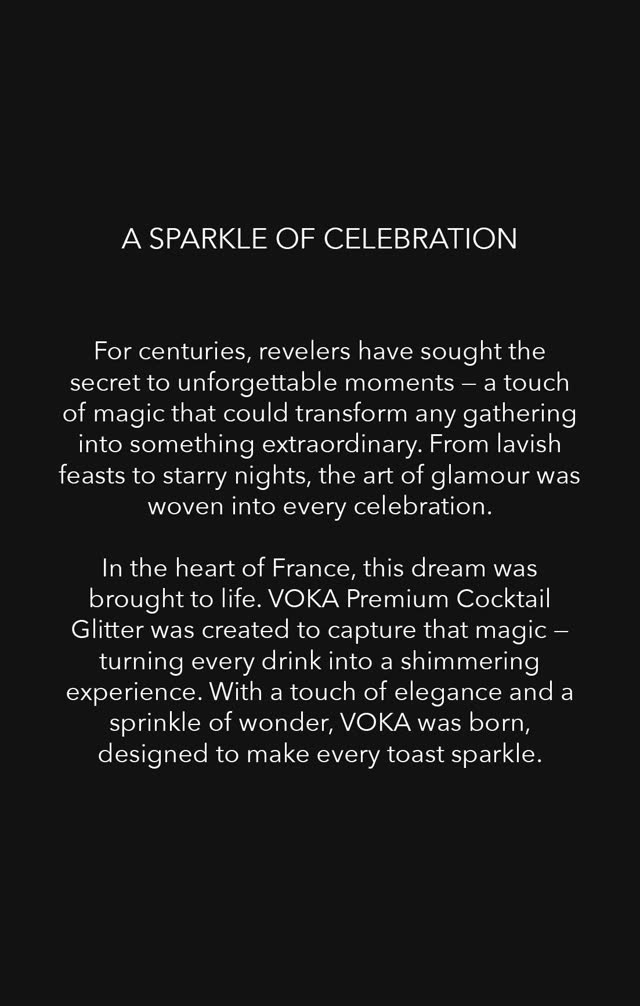 A SPARKLE OF CELEBRATION
For centuries, revelers have sought the
secret to unforgettable moments – a touch
of magic that could transform any gathering
into something extraordinary. From lavish
feasts to starry nights, the art of glamour was
woven into every celebration.
In the heart of France, this dream was
brought to life. VOKA Premium Cocktail
Glitter was created to capture that magic –
turning every drink into a shimmering
experience. With a touch of elegance and a
sprinkle of wonder, VOKA was born,
designed to make every toast sparkle.